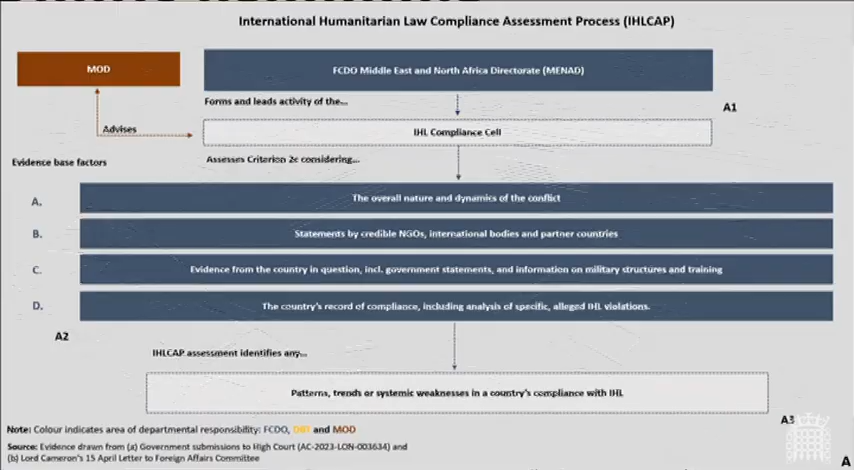 International Humanitarian Law Compliance Assessment Process (IHLCAP)
MOD
FCDO Middle East and North Africa Directorate (MENAD)
Forms and leads activity of the...
A1
Advises
IHL Compliance Cell
Evidence base factors
Assesses Criterion 2c considering...
A. The overall nature and dynamics of the conflict
B. Statements by credible NGOs, international bodies and partner countries
C. Evidence from the country in question, incl. government statements, and information on military structures and training
D. The country's record of compliance, including analysis of specific, alleged IHL violations.
A2
IHLCAP assessment identifies any...
Patterns, trends or systemic weaknesses in a country's compliance with IHL
A3
Note: Colour indicates area of departmental responsibility: FCDO, DBT and MOD
Source: Evidence drawn from (a) Government submissions to High Court (AC-2023-LON-003634) and
(b) Lord Cameron's 15 April Letter to Foreign Affairs Committee
A